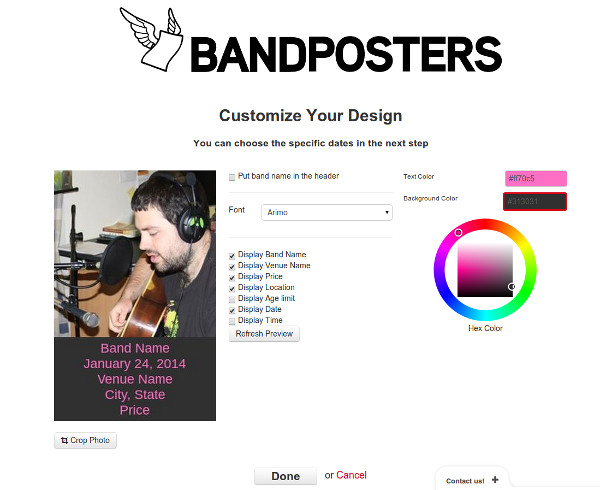 BANDPOSTERS
Customize Your Design
You can choose the specific dates in the next step
Put band name in the header
Font Arimo
Display Band Name
Display Venue Name
Display Price
Display Location
Display Age limit
Display Date
Display Time
Refresh Preview
Text Color #ff70c5
Background Color #313031
Hex Color
Band Name
January 24, 2014
Venue Name
City, State
Price
Crop Photo
Done or Cancel
Contact us! +